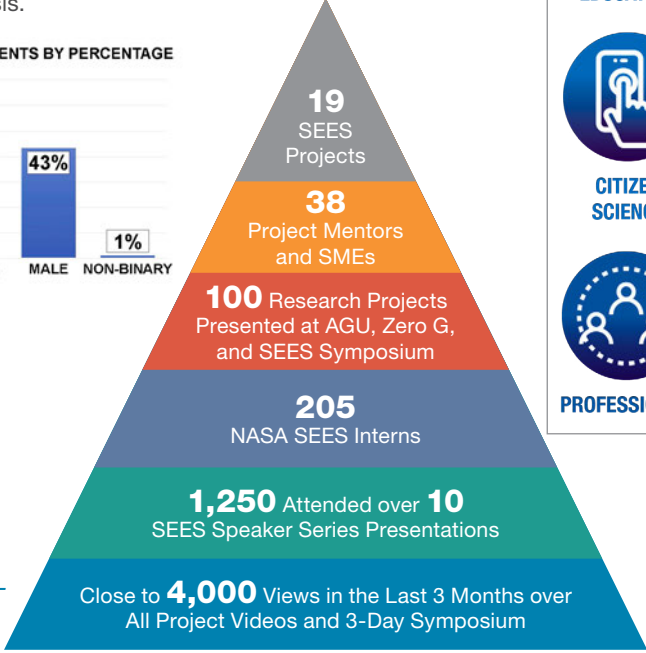 sis.
ENTS BY PERCENTAGE
43%
1%
MALE NON-BINARY
19
SEES
Projects
38
Project Mentors
and SMEs
100 Research Projects
Presented at AGU, Zero G,
and SEES Symposium
205
NASA SEES Interns
1,250 Attended over 10
SEES Speaker Series Presentations
Close to 4,000 Views in the Last 3 Months over
All Project Videos and 3-Day Symposium
CITIZE
SCIENC
PROFESSI